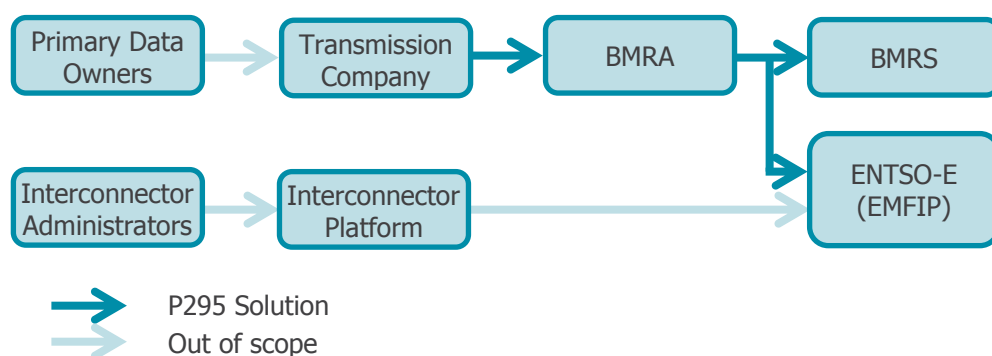 Primary Data
Owners
Transmission
Company
BMRA
BMRS
Interconnector
Administrators
Interconnector
Platform
ENTSO-E
(EMFIP)
P295 Solution
Out of scope